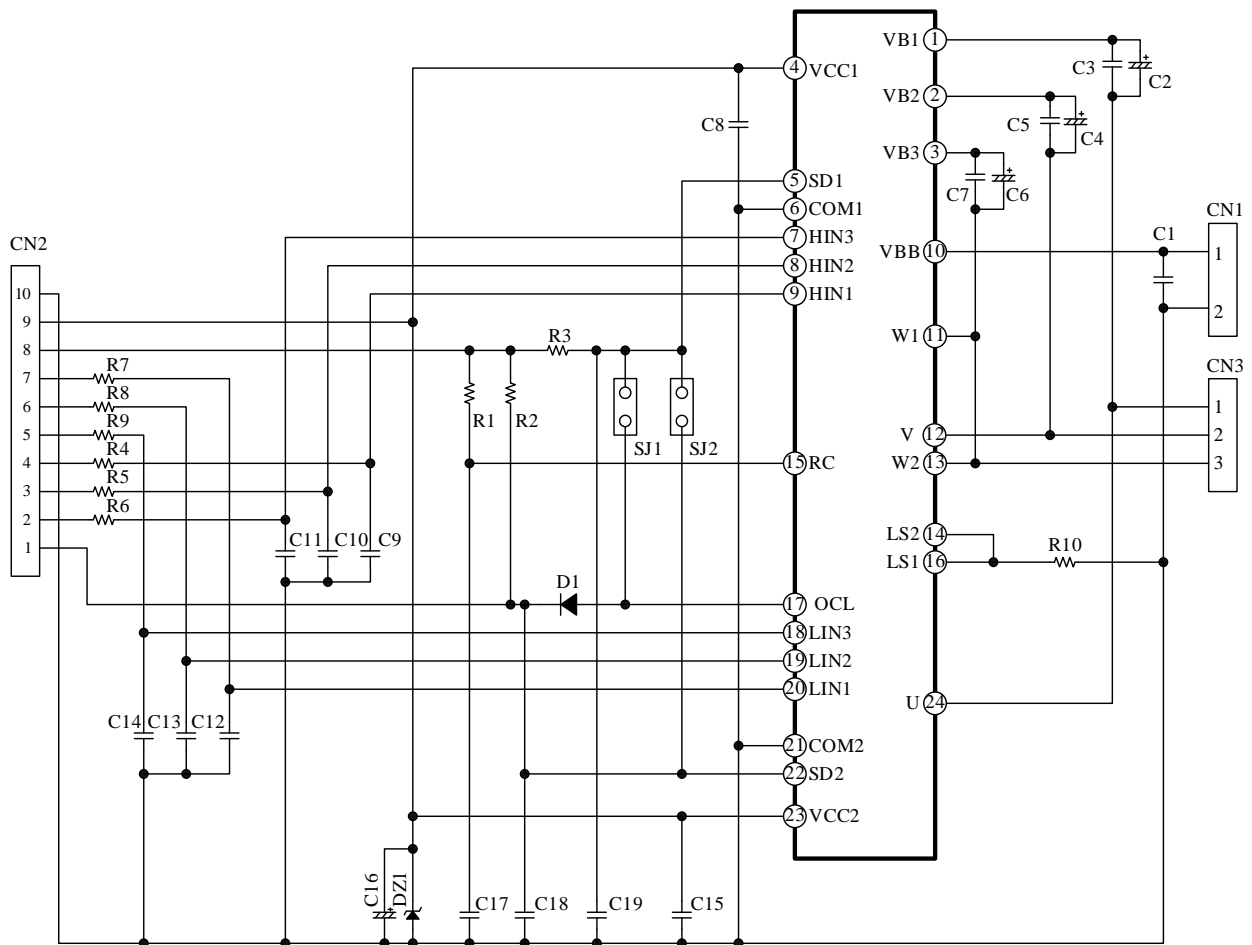 VB1 1
4 VCC1
C3
C2
VB2 2
C8
C5
C4
VB3 3
5 SD1
C7
C6
6 COM1
CN1
7 HIN3
CN2
C1
VBB 10
1
8 HIN2
10
9 HIN1
9
2
R3
W1 11
8
CN3
7
R7
6
R8
1
R1
R2
5
R9
SJ1
SJ2
V 12
2
4
R4
15 RC
W2 13
3
3
R5
2
R6
C11
C10
C9
LS2 14
1
LS1 16
R10
D1
17 OCL
18 LIN3
19 LIN2
20 LIN1
U 24
C14
C13
C12
21 COM2
22 SD2
23 VCC2
C16
DZ1
C17
C18
C19
C15